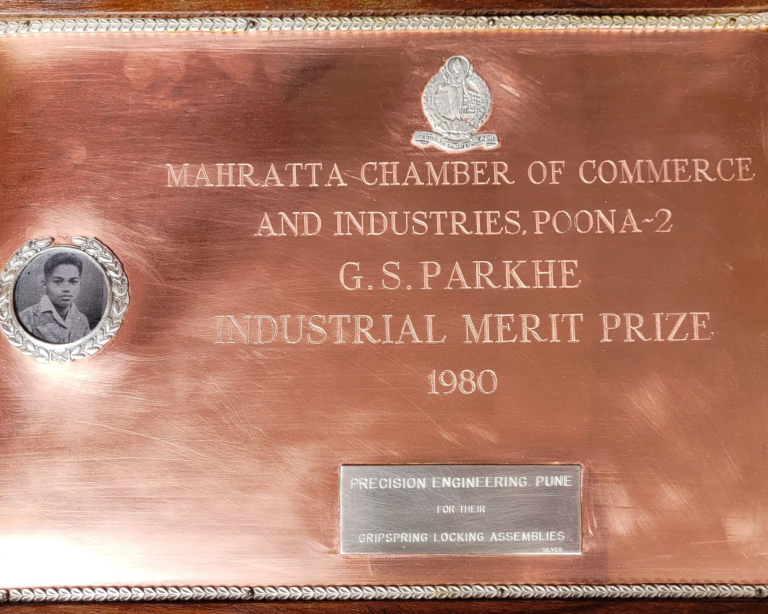 MAHRATTA CHAMBER OF COMMERCE
AND INDUSTRIES, POONA~2
G.S. PARKHE
INDUSTRIAL MERIT PRIZE
1980
PRECISION ENGINEERING. PUNE
FOR THEIR
GRIPSPRING LOCKING ASSEMBLIES
SILVER